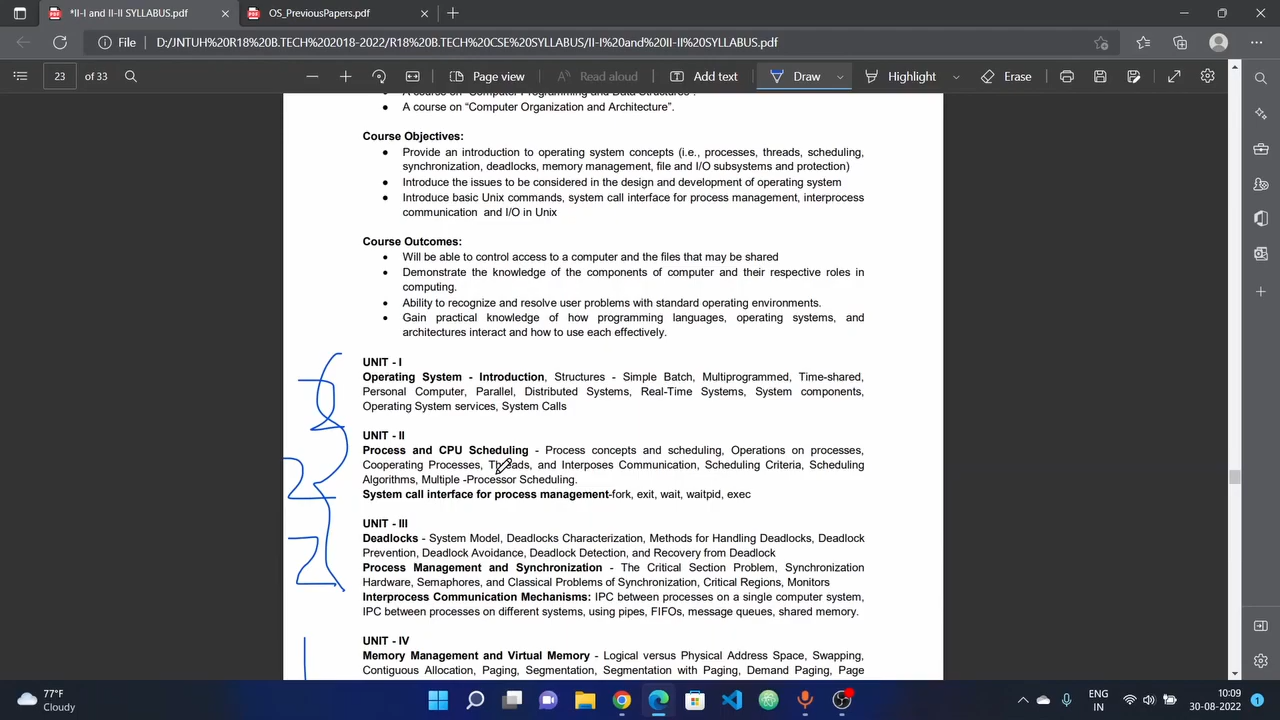 *II-I and II-II SYLLABUS.pdf
OS_PreviousPapers.pdf
File
D:/JNTUH%20R18%20B.TECH%202018-2022/R18%20B.TECH%20CSE%20SYLLABUS/II-I%20and%20II-II%20SYLLABUS.pdf
23 of 33
Page view
Read aloud
Add text
Draw
Highlight
Erase
• A course on "Computer Programming and Data Structures".
• A course on “Computer Organization and Architecture”.
Course Objectives:
• Provide an introduction to operating system concepts (i.e., processes, threads, scheduling,
synchronization, deadlocks, memory management, file and I/O subsystems and protection)
• Introduce the issues to be considered in the design and development of operating system
• Introduce basic Unix commands, system call interface for process management, interprocess
communication and I/O in Unix
Course Outcomes:
• Will be able to control access to a computer and the files that may be shared
• Demonstrate the knowledge of the components of computer and their respective roles in
computing.
• Ability to recognize and resolve user problems with standard operating environments.
• Gain practical knowledge of how programming languages, operating systems, and
architectures interact and how to use each effectively.
UNIT - I
Operating System - Introduction, Structures - Simple Batch, Multiprogrammed, Time-shared,
Personal Computer, Parallel, Distributed Systems, Real-Time Systems, System components,
Operating System services, System Calls
UNIT - II
Process and CPU Scheduling - Process concepts and scheduling, Operations on processes,
2
Cooperating Processes, Threads, and Interposes Communication, Scheduling Criteria, Scheduling
Algorithms, Multiple -Processor Scheduling.
System call interface for process management-fork, exit, wait, waitpid, exec
UNIT - III
Deadlocks - System Model, Deadlocks Characterization, Methods for Handling Deadlocks, Deadlock
Prevention, Deadlock Avoidance, Deadlock Detection, and Recovery from Deadlock
2
Process Management and Synchronization - The Critical Section Problem, Synchronization
Hardware, Semaphores, and Classical Problems of Synchronization, Critical Regions, Monitors
Interprocess Communication Mechanisms: IPC between processes on a single computer system,
IPC between processes on different systems, using pipes, FIFOs, message queues, shared memory.
UNIT - IV
Memory Management and Virtual Memory - Logical versus Physical Address Space, Swapping,
Contiguous Allocation, Paging, Segmentation, Segmentation with Paging, Demand Paging, Page
77°F
Cloudy
ENG
IN
10:09
30-08-2022
1